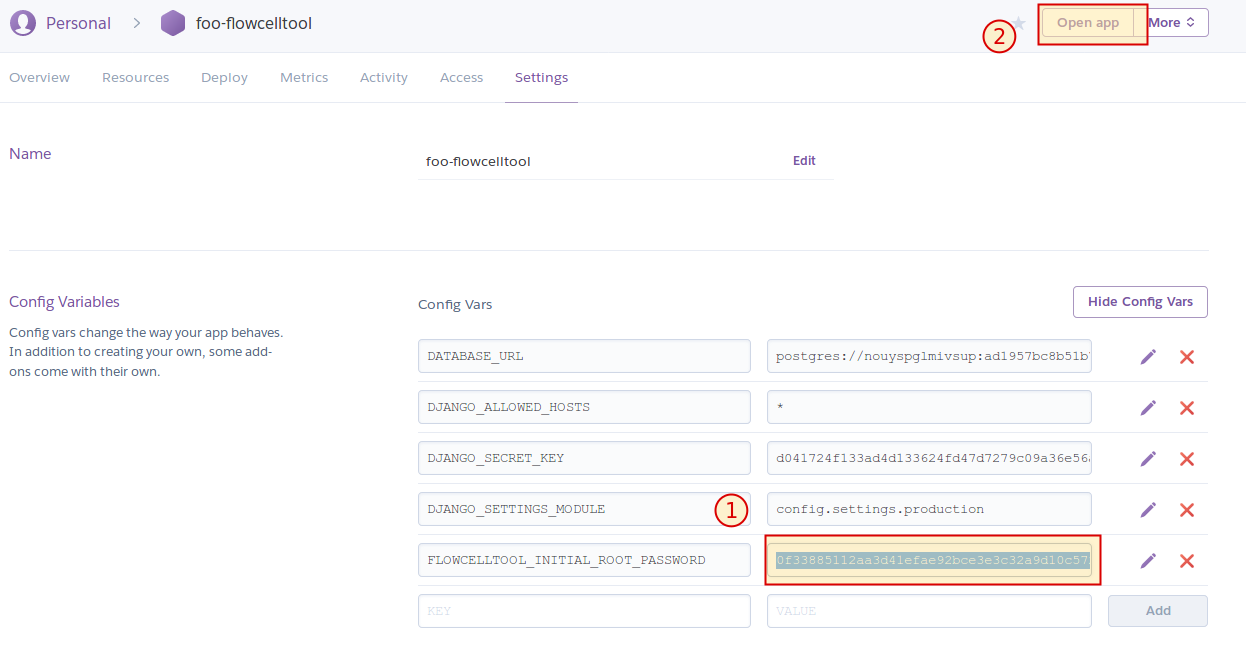 Personal > foo-flowcelltool
2 Open app More
Overview Resources Deploy Metrics Activity Access Settings
Name
foo-flowcelltool Edit
Config Variables
Config vars change the way your app behaves.
In addition to creating your own, some add-
ons come with their own.
Config Vars Hide Config Vars
DATABASE_URL postgres://nouyspglmivsup:ad1957bc8b51b
DJANGO_ALLOWED_HOSTS *
DJANGO_SECRET_KEY d041724f133ad4d133624fd47d7279c09a36e56
DJANGO_SETTINGS_MODULE 1 config.settings.production
FLOWCELLTOOL_INITIAL_ROOT_PASSWORD 0f33885112aa3d41efae92bce3e3c32a9d10c57
KEY VALUE Add